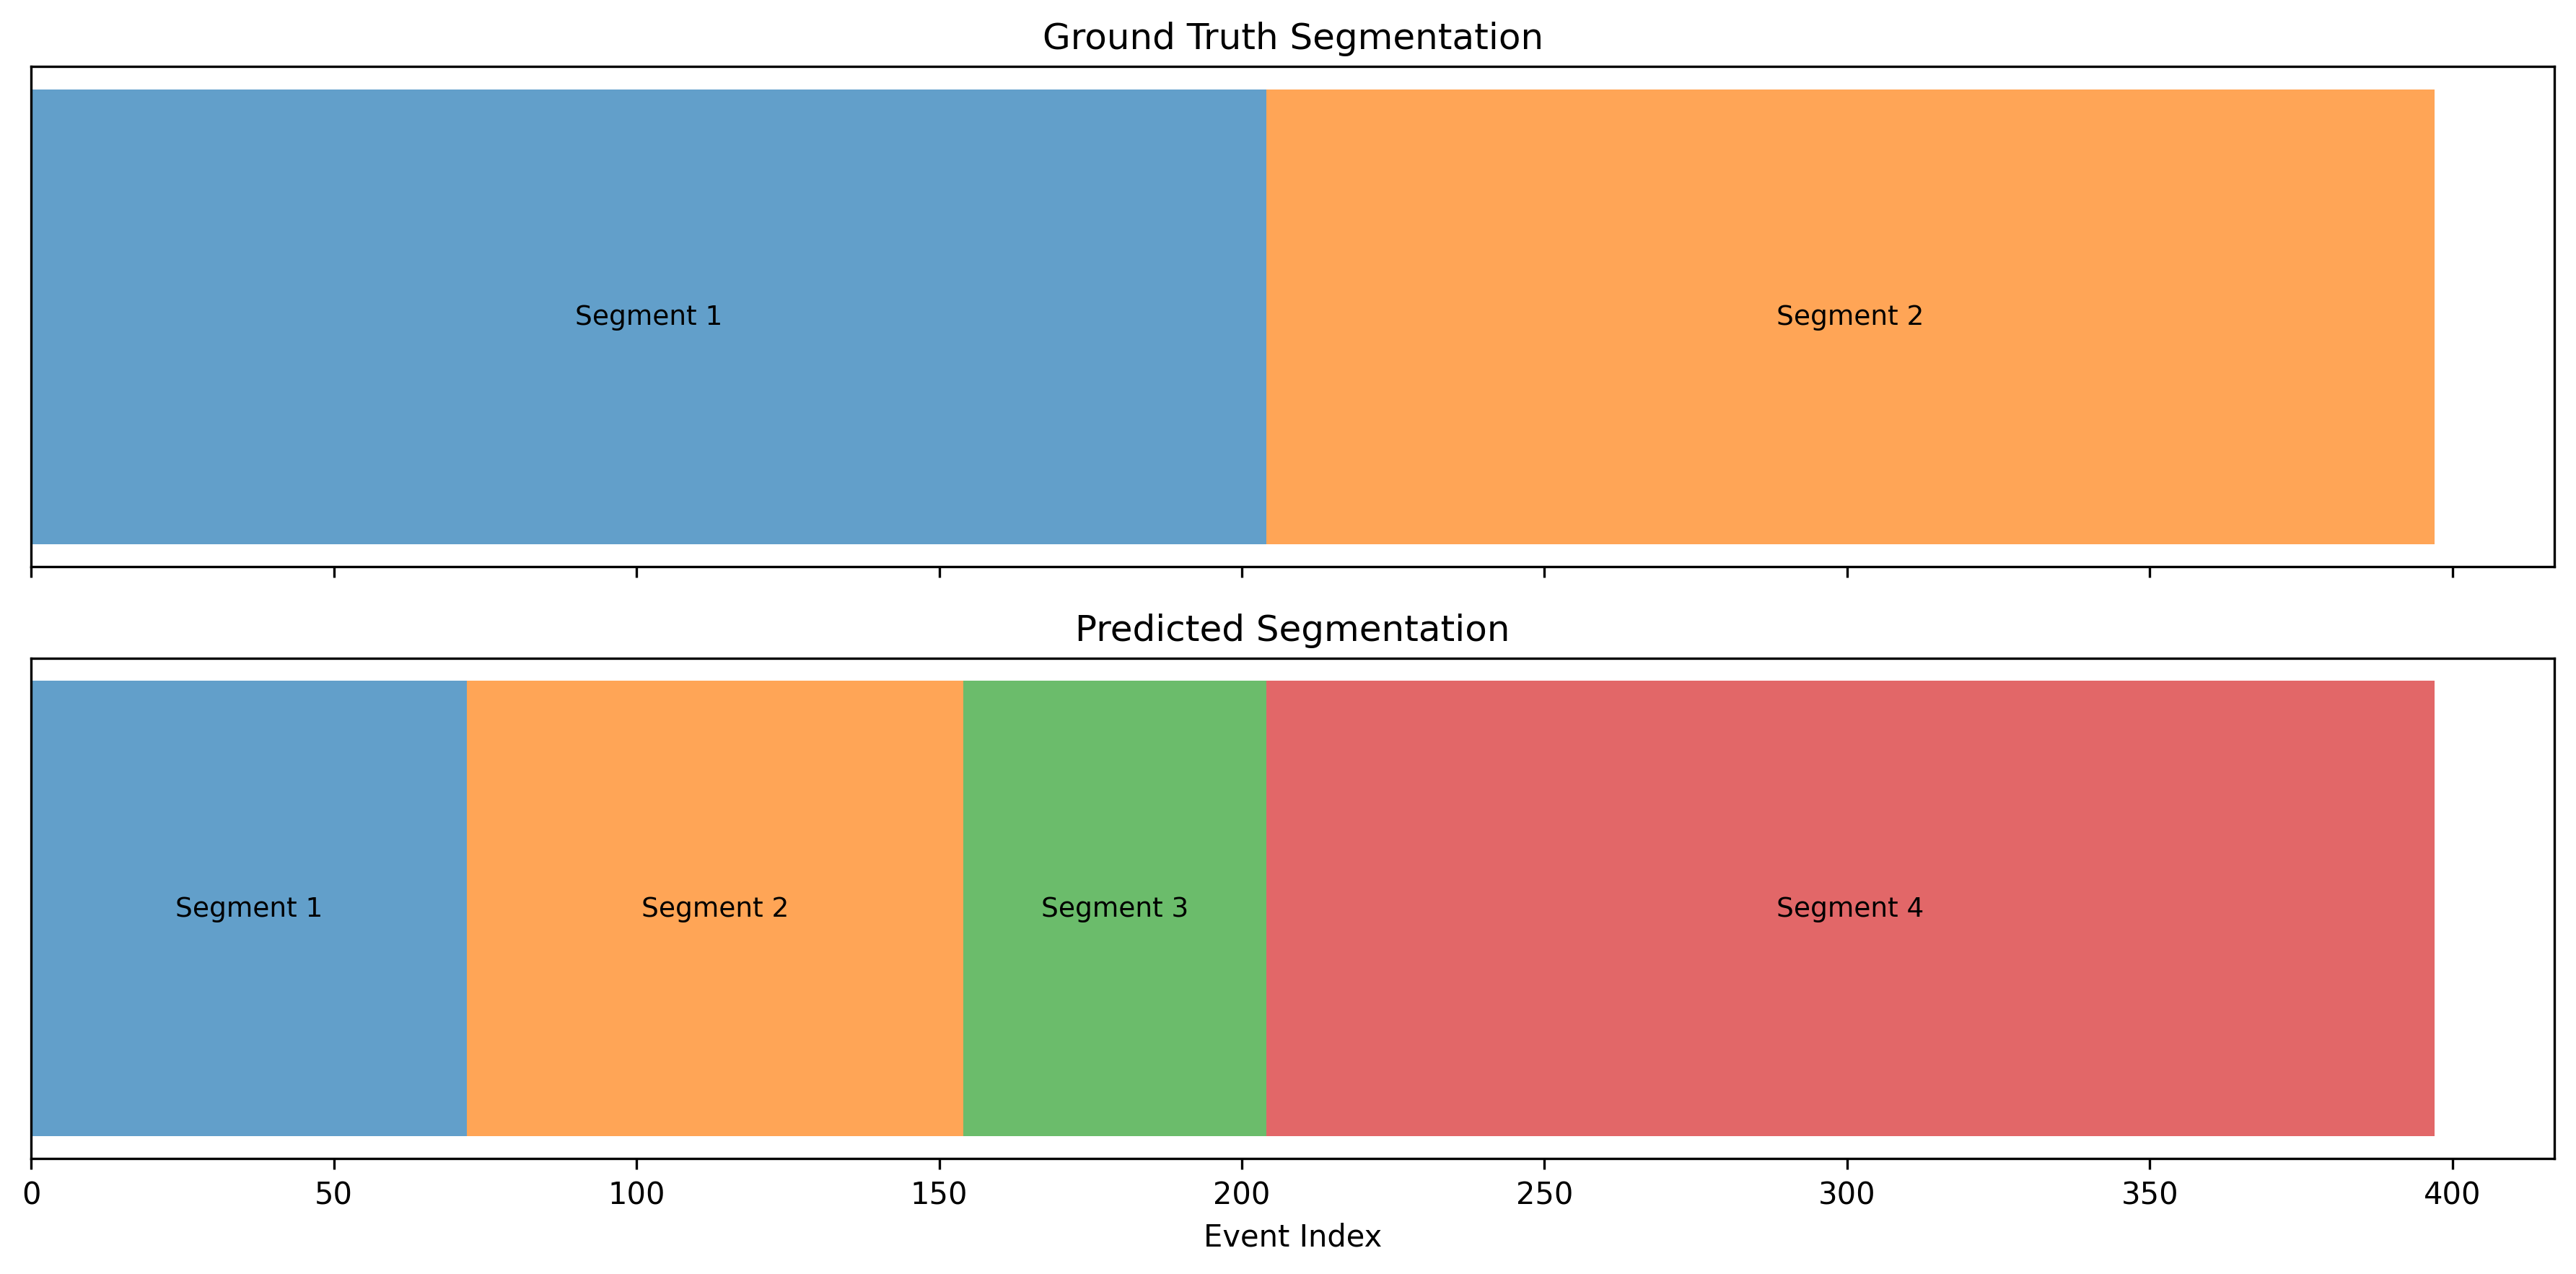 Ground Truth Segmentation
Segment 1
Segment 2
Predicted Segmentation
Segment 1
Segment 2
Segment 3
Segment 4
0 50 100 150 200 250 300 350 400
Event Index